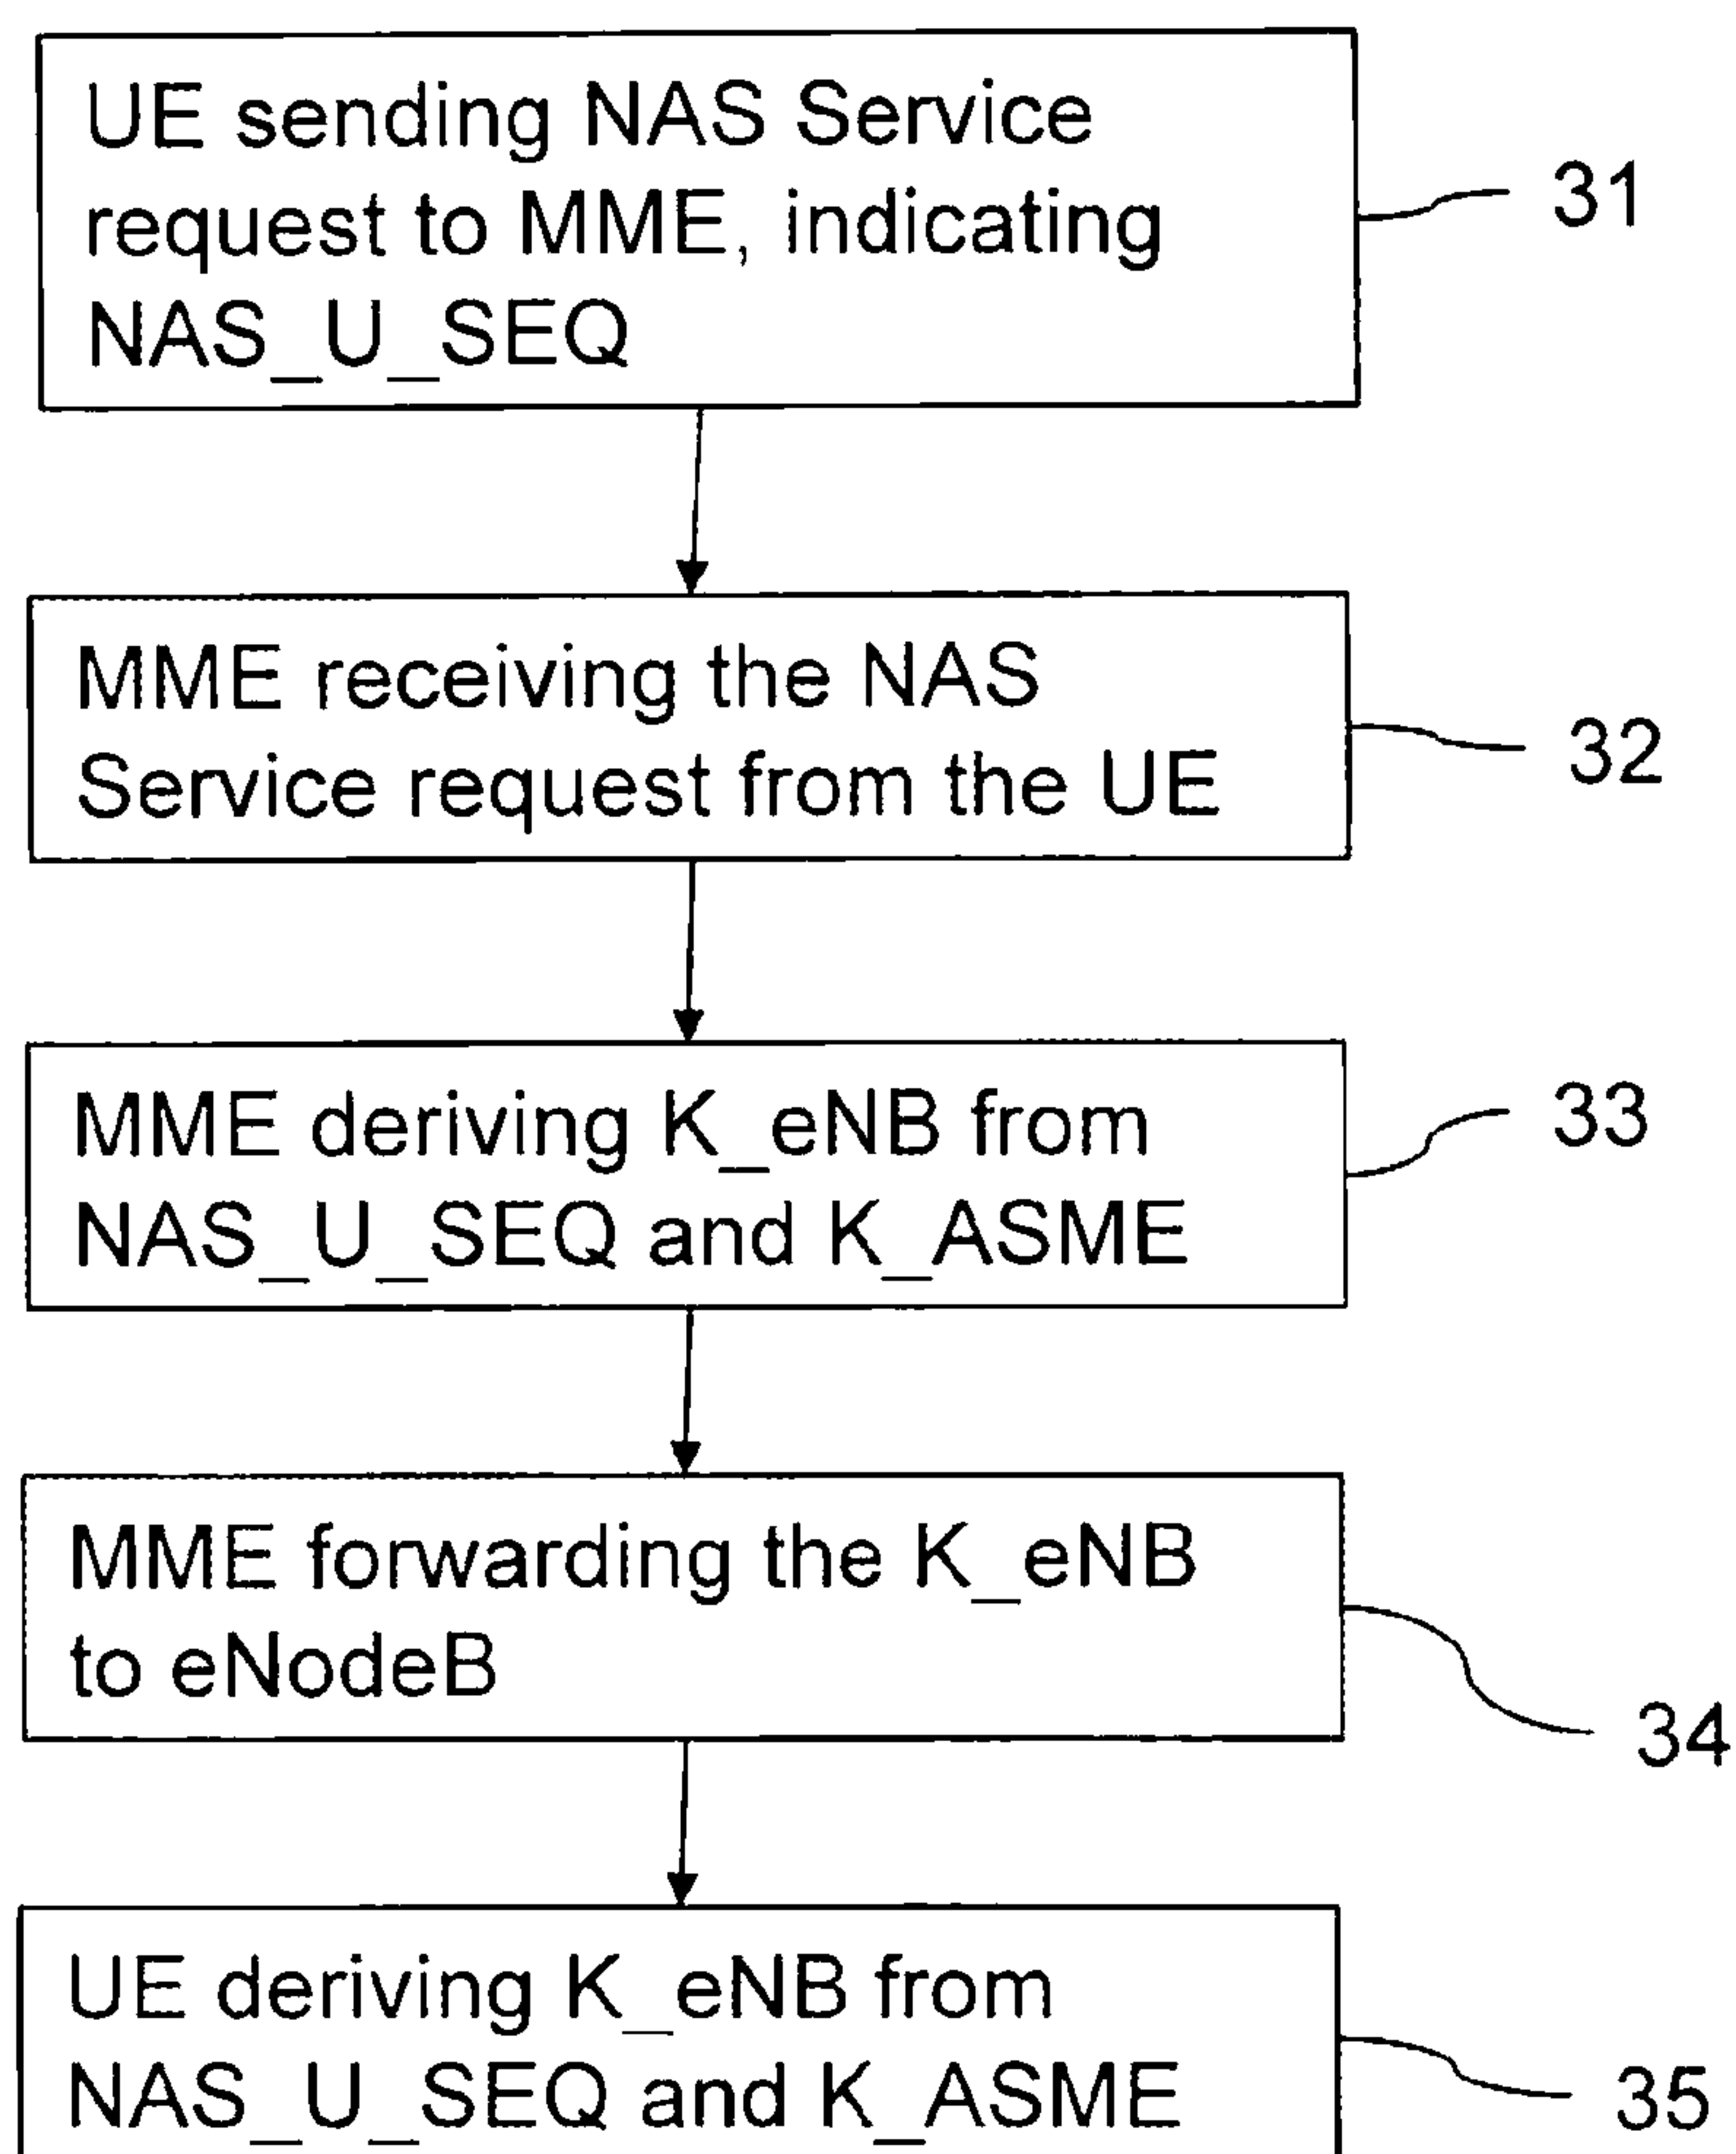 UE sending NAS Service
request to MME, indicating
NAS_U_SEQ
31
MME receiving the NAS
Service request from the UE
32
MME deriving K_eNB from
NAS_U_SEQ and K_ASME
33
MME forwarding the K_eNB
to eNodeB
34
UE deriving K_eNB from
NAS_U_SEQ and K_ASME
35